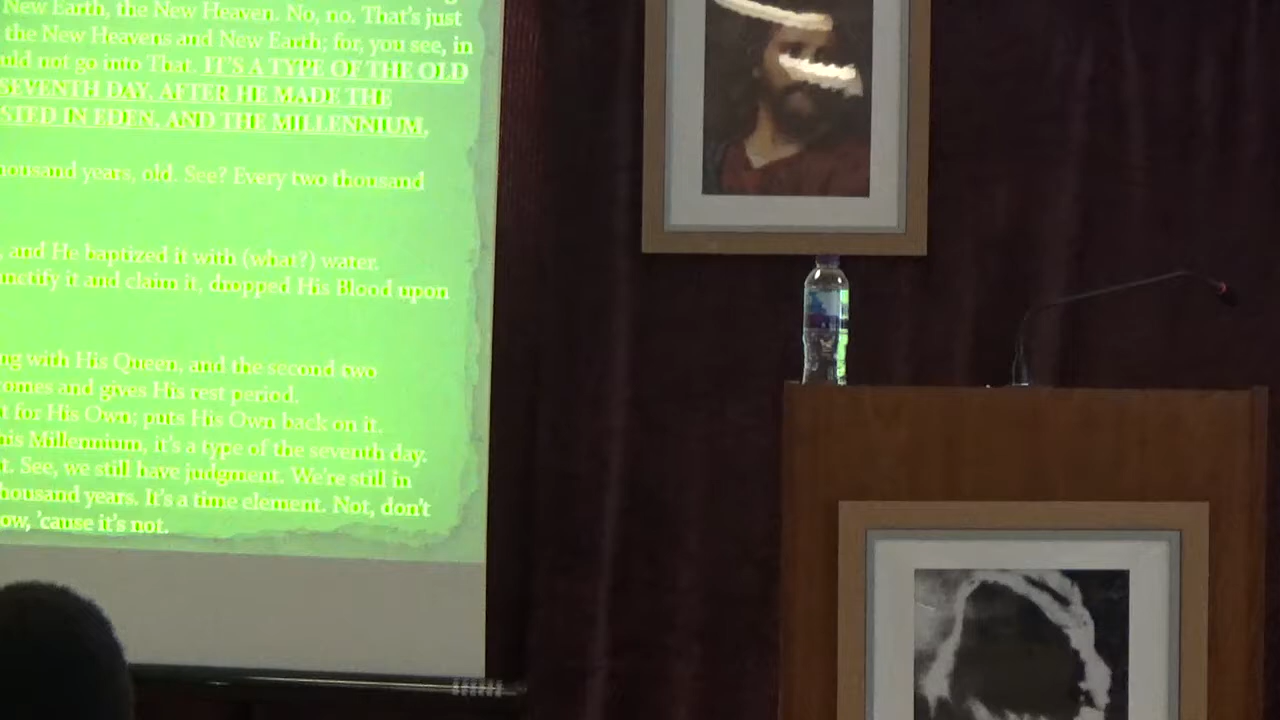 New Earth, the New Heaven. No, no. That's just
the New Heavens and New Earth; for, you see, in
uld not go into That. IT'S A TYPE OF THE OLD
SEVENTH DAY, AFTER HE MADE THE
STED IN EDEN, AND THE MILLENNIUM,
housand years, old. See? Every two thousand
, and He baptized it with (what?) water.
nctify it and claim it, dropped His Blood upon
ng with His Queen, and the second two
comes and gives His rest period.
t for His Own; puts His Own back on it.
his Millennium, it's a type of the seventh day.
t. See, we still have judgment. We're still in
housand years. It's a time element. Not, don't
ow, 'cause it's not.